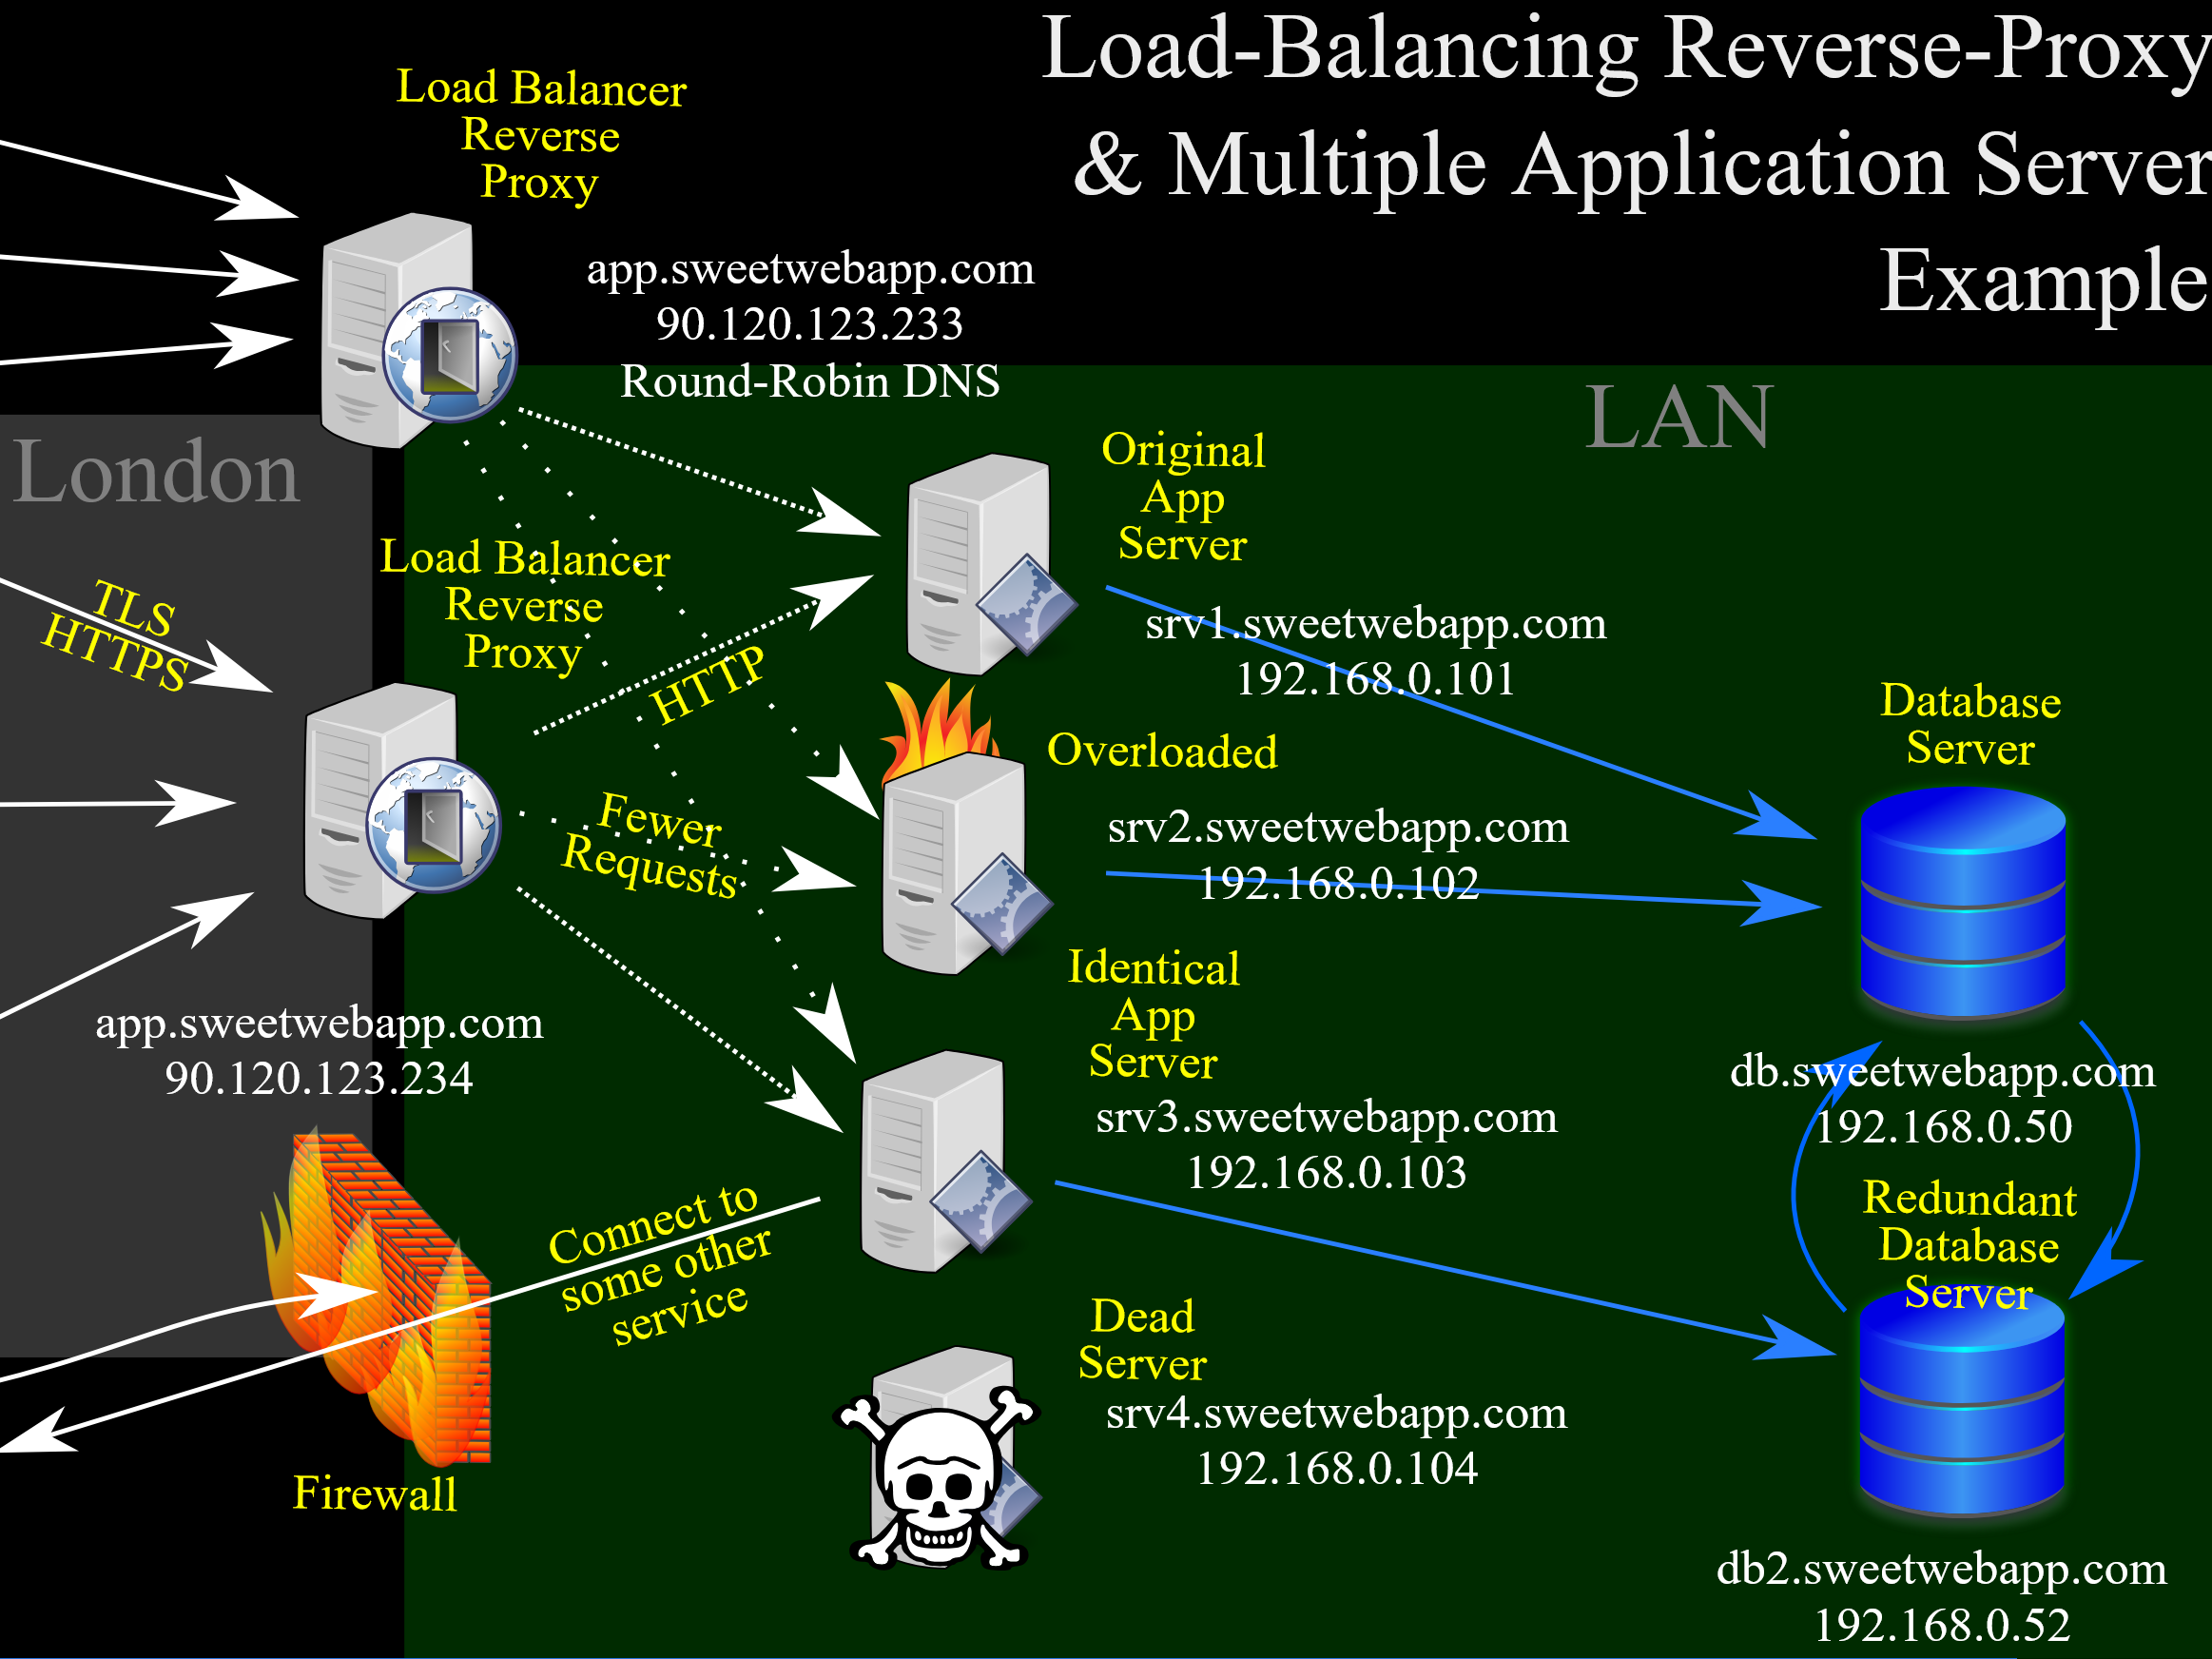 Load-Balancing Reverse-Proxy
& Multiple Application Server
Example
Load Balancer
Reverse
Proxy
app.sweetwebapp.com
90.120.123.233
Round-Robin DNS
London
LAN
Original
App
Server
srv1.sweetwebapp.com
192.168.0.101
Load Balancer
Reverse
Proxy
TLS
HTTPS
HTTP
Overloaded
srv2.sweetwebapp.com
192.168.0.102
Fewer
Requests
Database
Server
db.sweetwebapp.com
192.168.0.50
Identical
App
Server
srv3.sweetwebapp.com
192.168.0.103
app.sweetwebapp.com
90.120.123.234
Connect to
some other
service
Redundant
Database
Server
Dead
Server
srv4.sweetwebapp.com
192.168.0.104
Firewall
db2.sweetwebapp.com
192.168.0.52